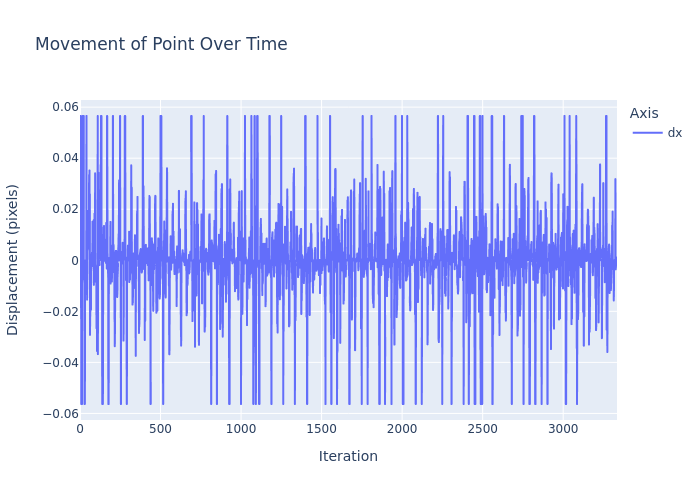 Movement of Point Over Time
Axis
dx
Displacement (pixels)
0.06
0.04
0.02
0
−0.02
−0.04
−0.06
0 500 1000 1500 2000 2500 3000
Iteration